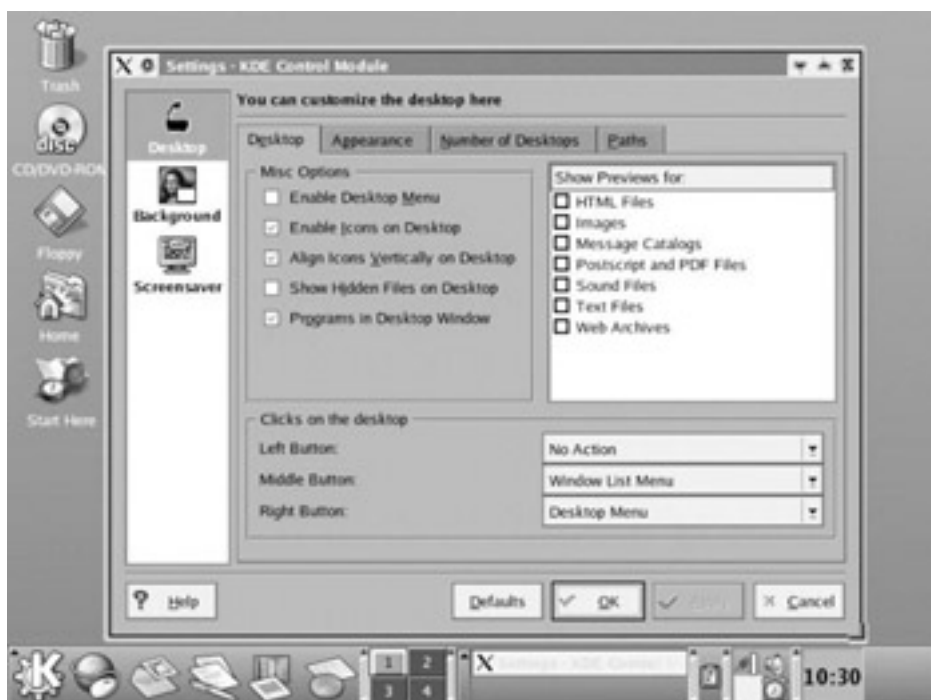 Trash
disc
CD/DVD-ROM
Floppy
Home
Start Here
X Settings - KDE Control Module
You can customize the desktop here
Desktop
Background
Screensaver
Desktop Appearance Number of Desktops Paths
Misc Options
Enable Desktop Menu
Enable Icons on Desktop
Align Icons Vertically on Desktop
Show Hidden Files on Desktop
Programs in Desktop Window
Show Previews for:
HTML Files
Images
Message Catalogs
Postscript and PDF Files
Sound Files
Text Files
Web Archives
Clicks on the desktop
Left Button: No Action
Middle Button: Window List Menu
Right Button: Desktop Menu
? Help Defaults OK Apply Cancel
K
1 2
3 4
X Settings - KDE Control
10:30